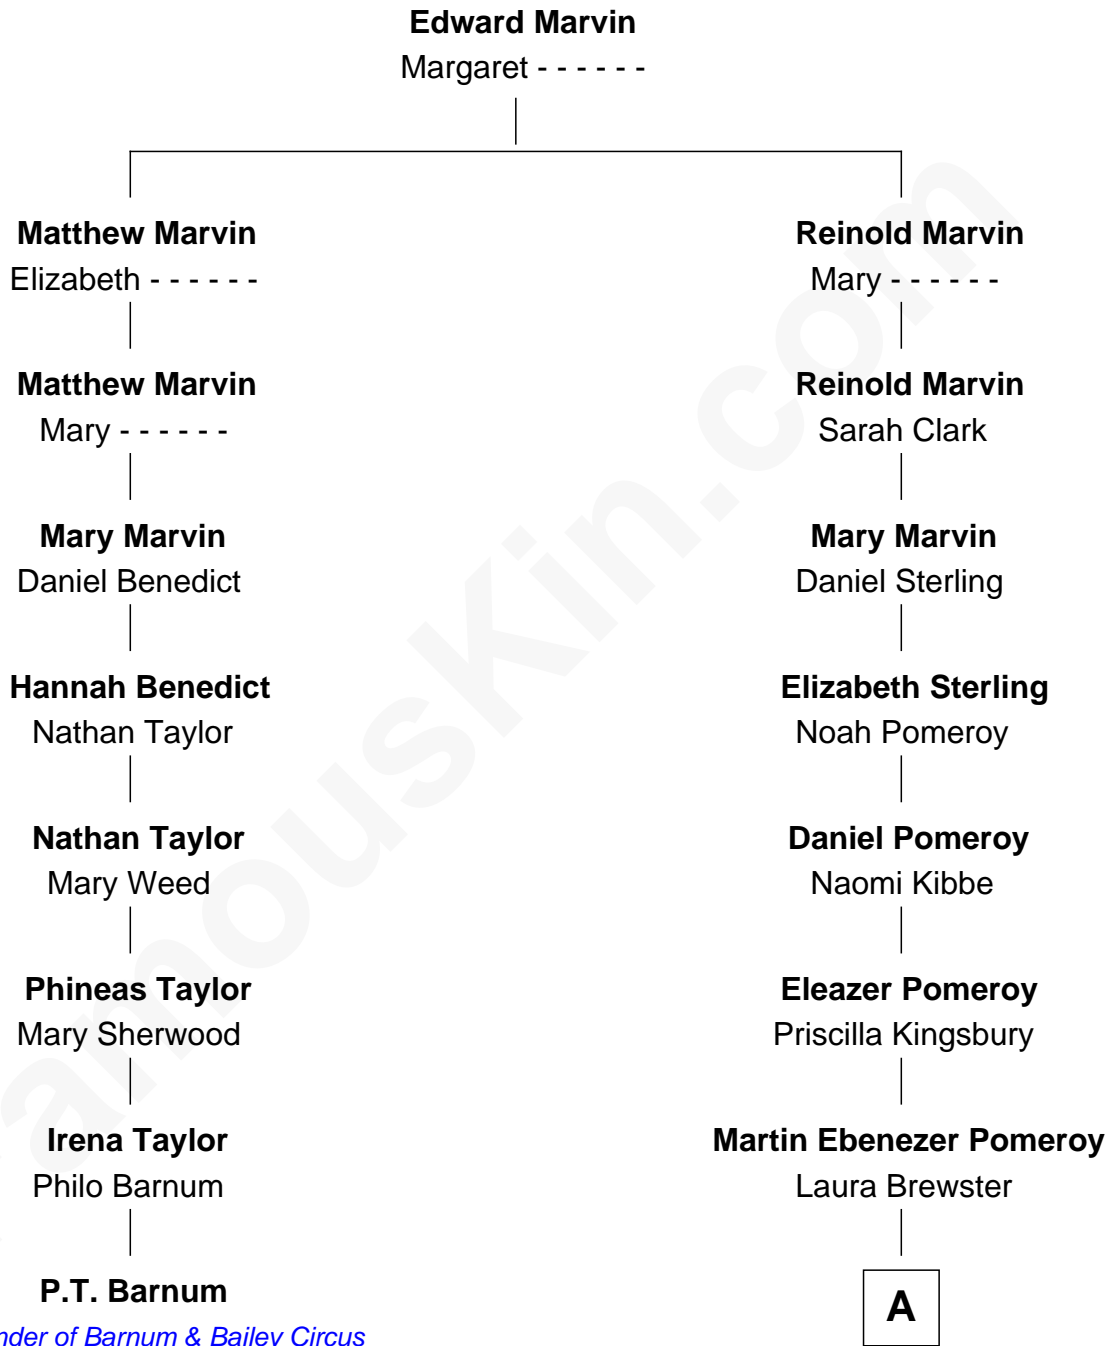 Edward Marvin
Margaret - - - - - -
Matthew Marvin
Elizabeth - - - - - -
Reinold Marvin
Mary - - - - - -
Matthew Marvin
Mary - - - - - -
Reinold Marvin
Sarah Clark
Mary Marvin
Daniel Benedict
Mary Marvin
Daniel Sterling
Hannah Benedict
Nathan Taylor
Elizabeth Sterling
Noah Pomeroy
Nathan Taylor
Mary Weed
Daniel Pomeroy
Naomi Kibbe
Phineas Taylor
Mary Sherwood
Eleazer Pomeroy
Priscilla Kingsbury
Irena Taylor
Philo Barnum
Martin Ebenezer Pomeroy
Laura Brewster
P.T. Barnum
nder of Barnum & Bailey Circus
A
amouskin.com